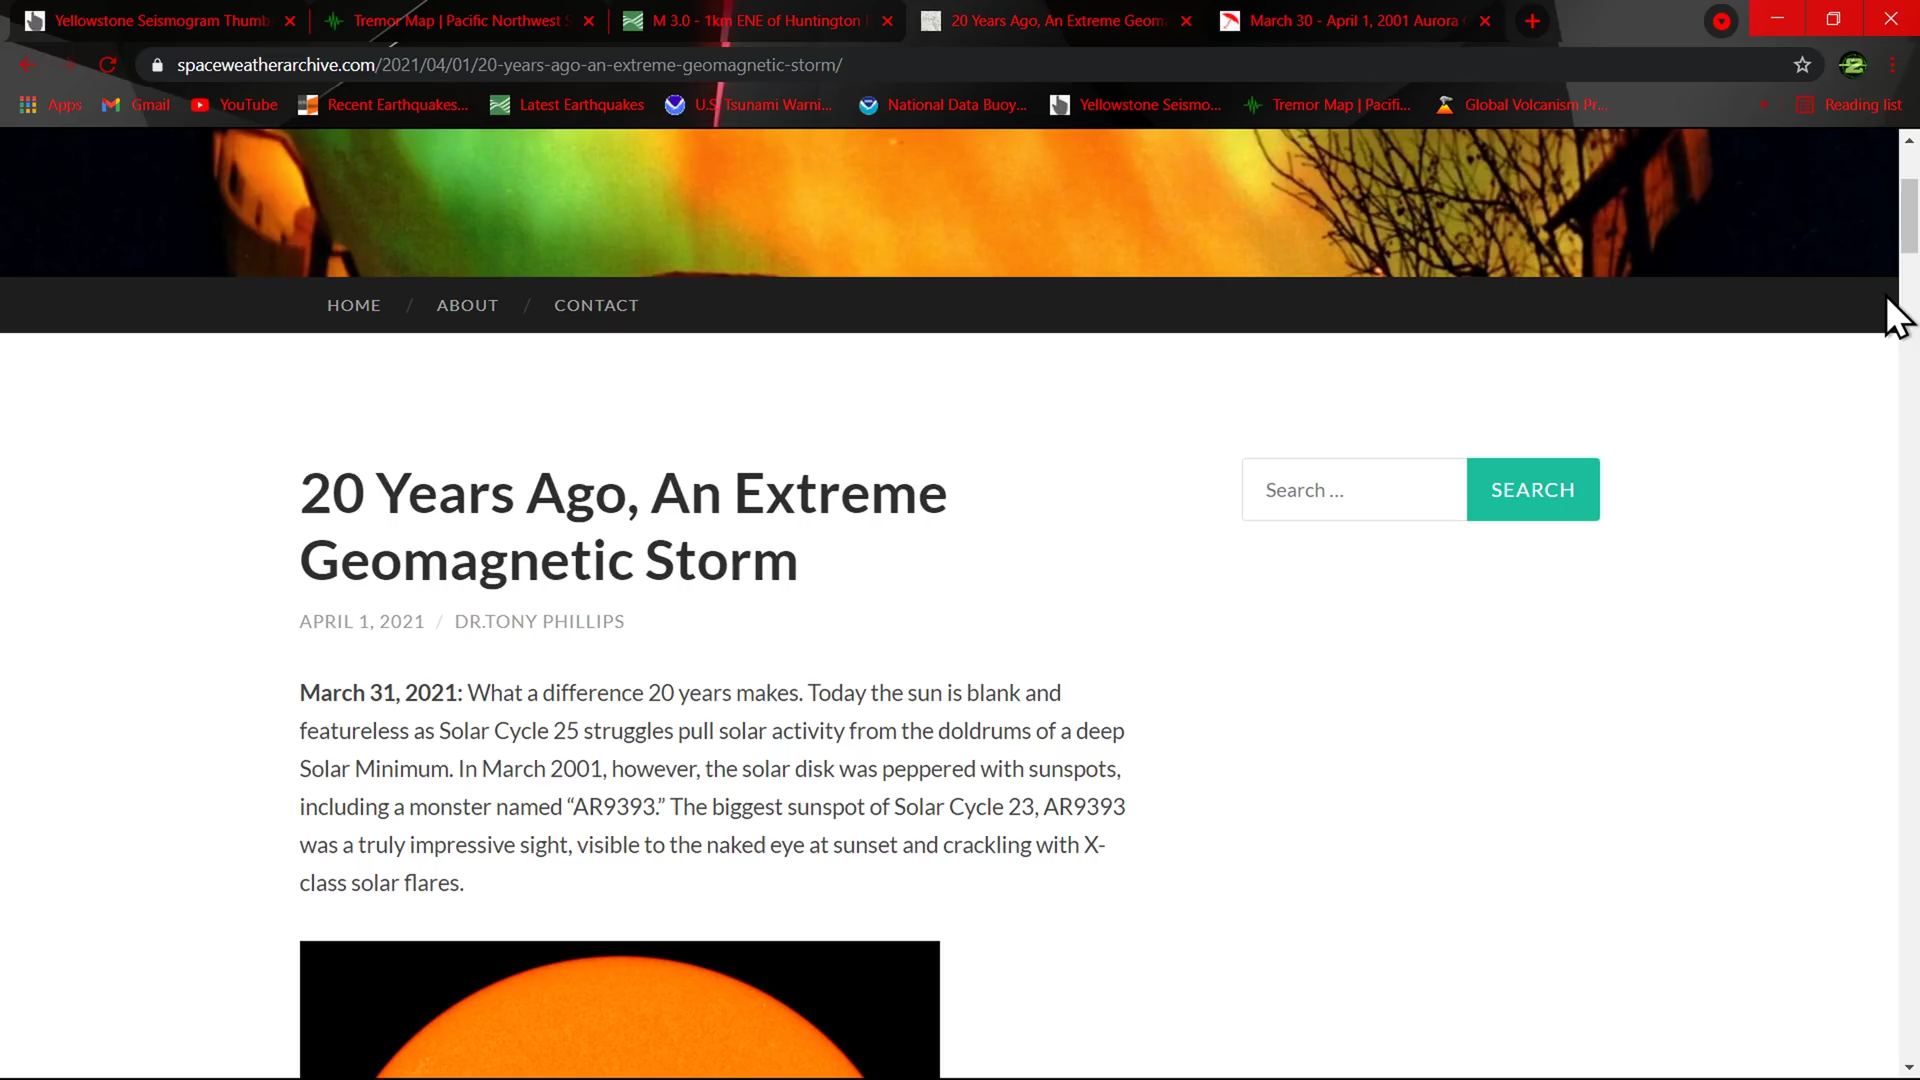 Yellowstone Seismogram Thumb
Tremor Map | Pacific Northwest S
M 3.0 - 1km ENE of Huntington
20 Years Ago, An Extreme Geom
March 30 - April 1, 2001 Aurora
spaceweatherarchive.com/2021/04/01/20-years-ago-an-extreme-geomagnetic-storm/
Apps
Gmail
YouTube
Recent Earthquakes...
Latest Earthquakes
U.S. Tsunami Warni...
National Data Buoy...
Yellowstone Seismo...
Tremor Map | Pacifi...
Global Volcanism Pr...
Reading list
HOME / ABOUT / CONTACT
20 Years Ago, An Extreme
Geomagnetic Storm
Search ...
SEARCH
APRIL 1, 2021 / DR.TONY PHILLIPS
March 31, 2021: What a difference 20 years makes. Today the sun is blank and
featureless as Solar Cycle 25 struggles pull solar activity from the doldrums of a deep
Solar Minimum. In March 2001, however, the solar disk was peppered with sunspots,
including a monster named “AR9393.” The biggest sunspot of Solar Cycle 23, AR9393
was a truly impressive sight, visible to the naked eye at sunset and crackling with X-
class solar flares.